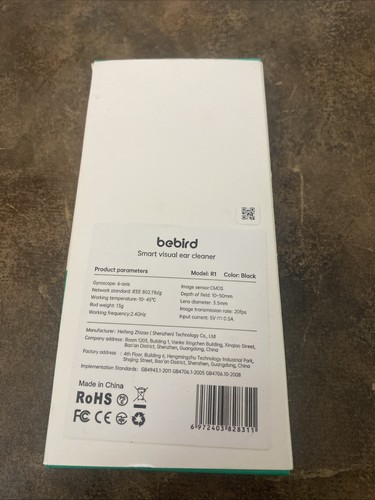 bebird
Smart visual ear cleaner
Product parameters Model: R1 Color: Black
Gyroscope: 6-axis
Network standard: IEEE 802.11b/g
Working temperature:-10- 45℃
Bud weight: 15g
Working frequency:2.4GHz
Image sensor:CMOS
Depth of field: 10-50mm
Lens diameter: 3.5mm
Image transmission rate: 20fps
Input current: 5V⎓0.5A
Manufacturer: Heifeng Zhizao ( Shenzhen) Technology Co., Ltd
Company address: Room 1203, Building 1, Vanke Xingchen Building, Xinqiao Street,
Bao'an District, Shenzhen, Guangdong, China
Factory address : 4th Floor, Building 6, Hengmingzhu Technology Industrial Park,
Shajing Street, Bao'an District, Shenzhen, Guangdong, China
Implementation Standards: GB4943.1-2011 GB4706.1-2005 GB4706.10-2008
Made in China
RoHS
FC CE
6 972403 828311